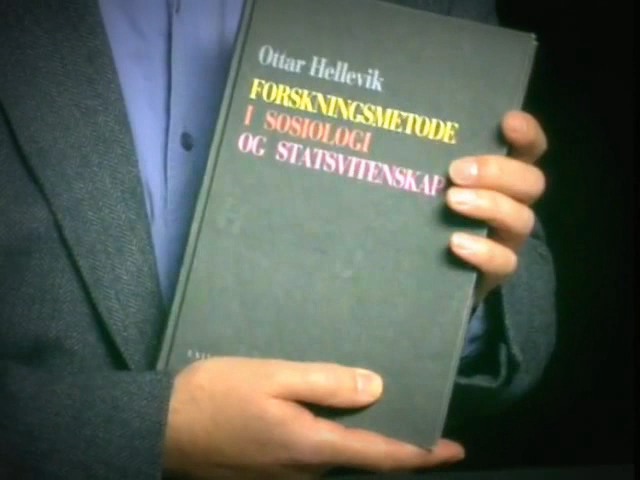 Ottar Hellevik
FORSKNINGSMETODE
I SOSIOLOGI
OG STATSVITENSKAP